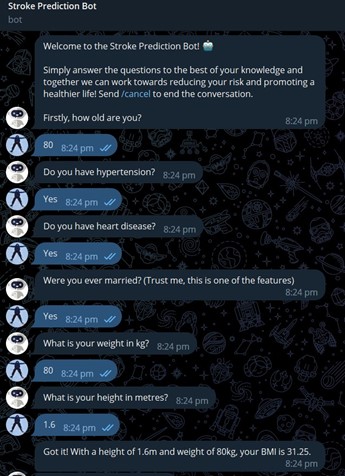 Stroke Prediction Bot
bot
Welcome to the Stroke Prediction Bot! 🤖
Simply answer the questions to the best of your knowledge and
together we can work towards reducing your risk and promoting a
healthier life! Send /cancel to end the conversation.
Firstly, how old are you?
8:24 pm
80 8:24 pm
Do you have hypertension? 8:24 pm
Yes 8:24 pm
Do you have heart disease? 8:24 pm
Yes 8:24 pm
Were you ever married? (Trust me, this is one of the features)
8:24 pm
Yes 8:24 pm
What is your weight in kg? 8:24 pm
80 8:24 pm
What is your height in metres? 8:24 pm
1.6 8:24 pm
Got it! With a height of 1.6m and weight of 80kg, your BMI is 31.25.
8:24 pm